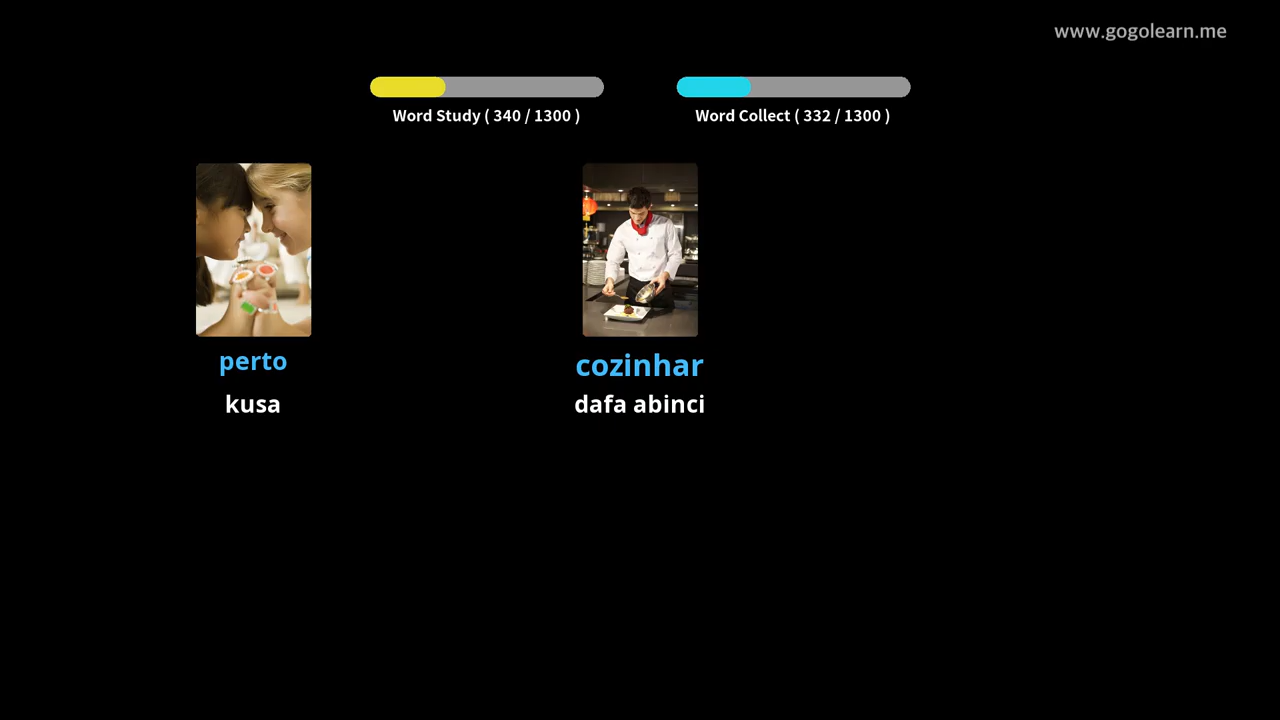 www.gogolearn.me
Word Study ( 340 / 1300 )
Word Collect ( 332 / 1300 )
perto
kusa
cozinhar
dafa abinci